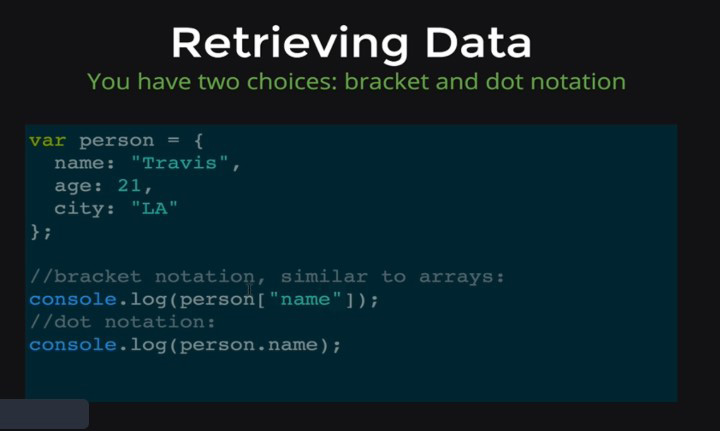 Retrieving Data
You have two choices: bracket and dot notation
var person = {
  name: "Travis",
  age: 21,
  city: "LA"
};

//bracket notation, similar to arrays:
console.log(person["name"]);
//dot notation:
console.log(person.name);